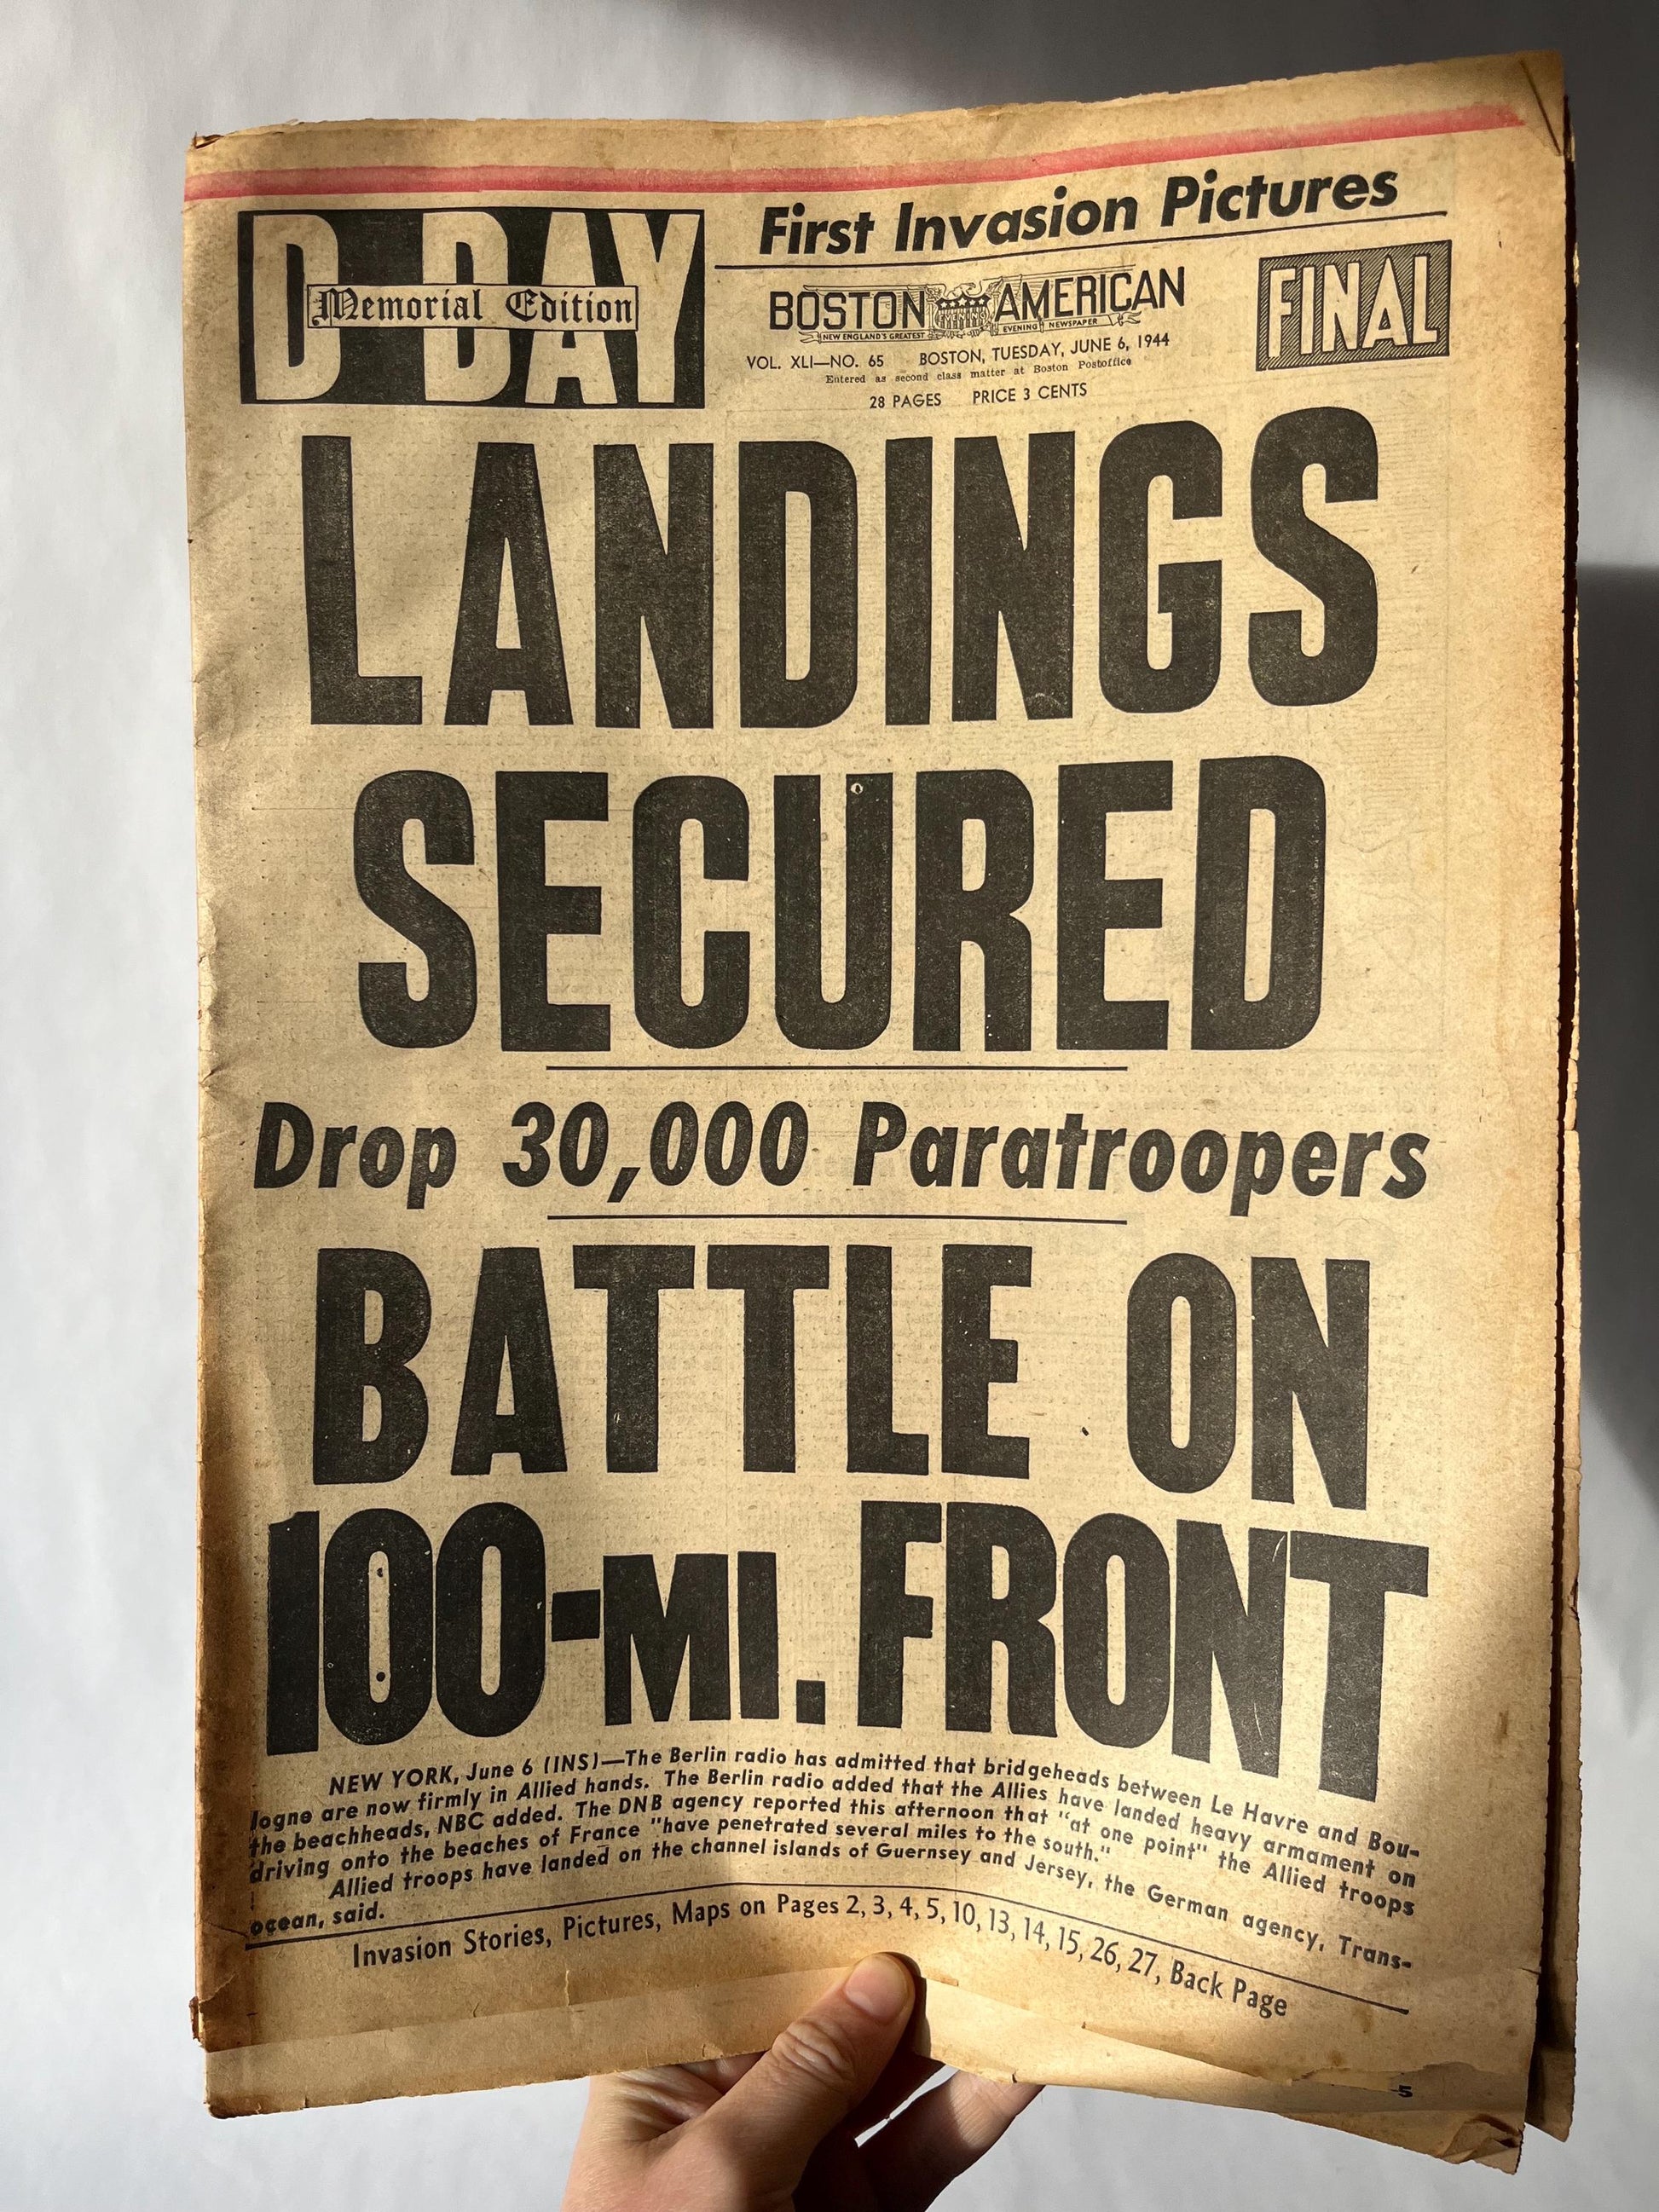 D DAY
Memorial Edition
First Invasion Pictures
BOSTON AMERICAN
NEW ENGLAND'S GREATEST EVENING NEWSPAPER
VOL. XLI—NO. 65 BOSTON, TUESDAY, JUNE 6, 1944
Entered as second class matter at Boston Postoffice
28 PAGES PRICE 3 CENTS
FINAL
LANDINGS
SECURED
Drop 30,000 Paratroopers
BATTLE ON
100-MI. FRONT
NEW YORK, June 6 (INS)—The Berlin radio has admitted that bridgeheads between Le Havre and Bou-
logne are now firmly in Allied hands. The Berlin radio added that the Allies have landed heavy armament on
the beachheads, NBC added. The DNB agency reported this afternoon that "at one point" the Allied troops
driving onto the beaches of France "have penetrated several miles to the south."
Allied troops have landed on the channel islands of Guernsey and Jersey, the German agency, Trans-
ocean, said.
Invasion Stories, Pictures, Maps on Pages 2, 3, 4, 5, 10, 13, 14, 15, 26, 27, Back Page
5